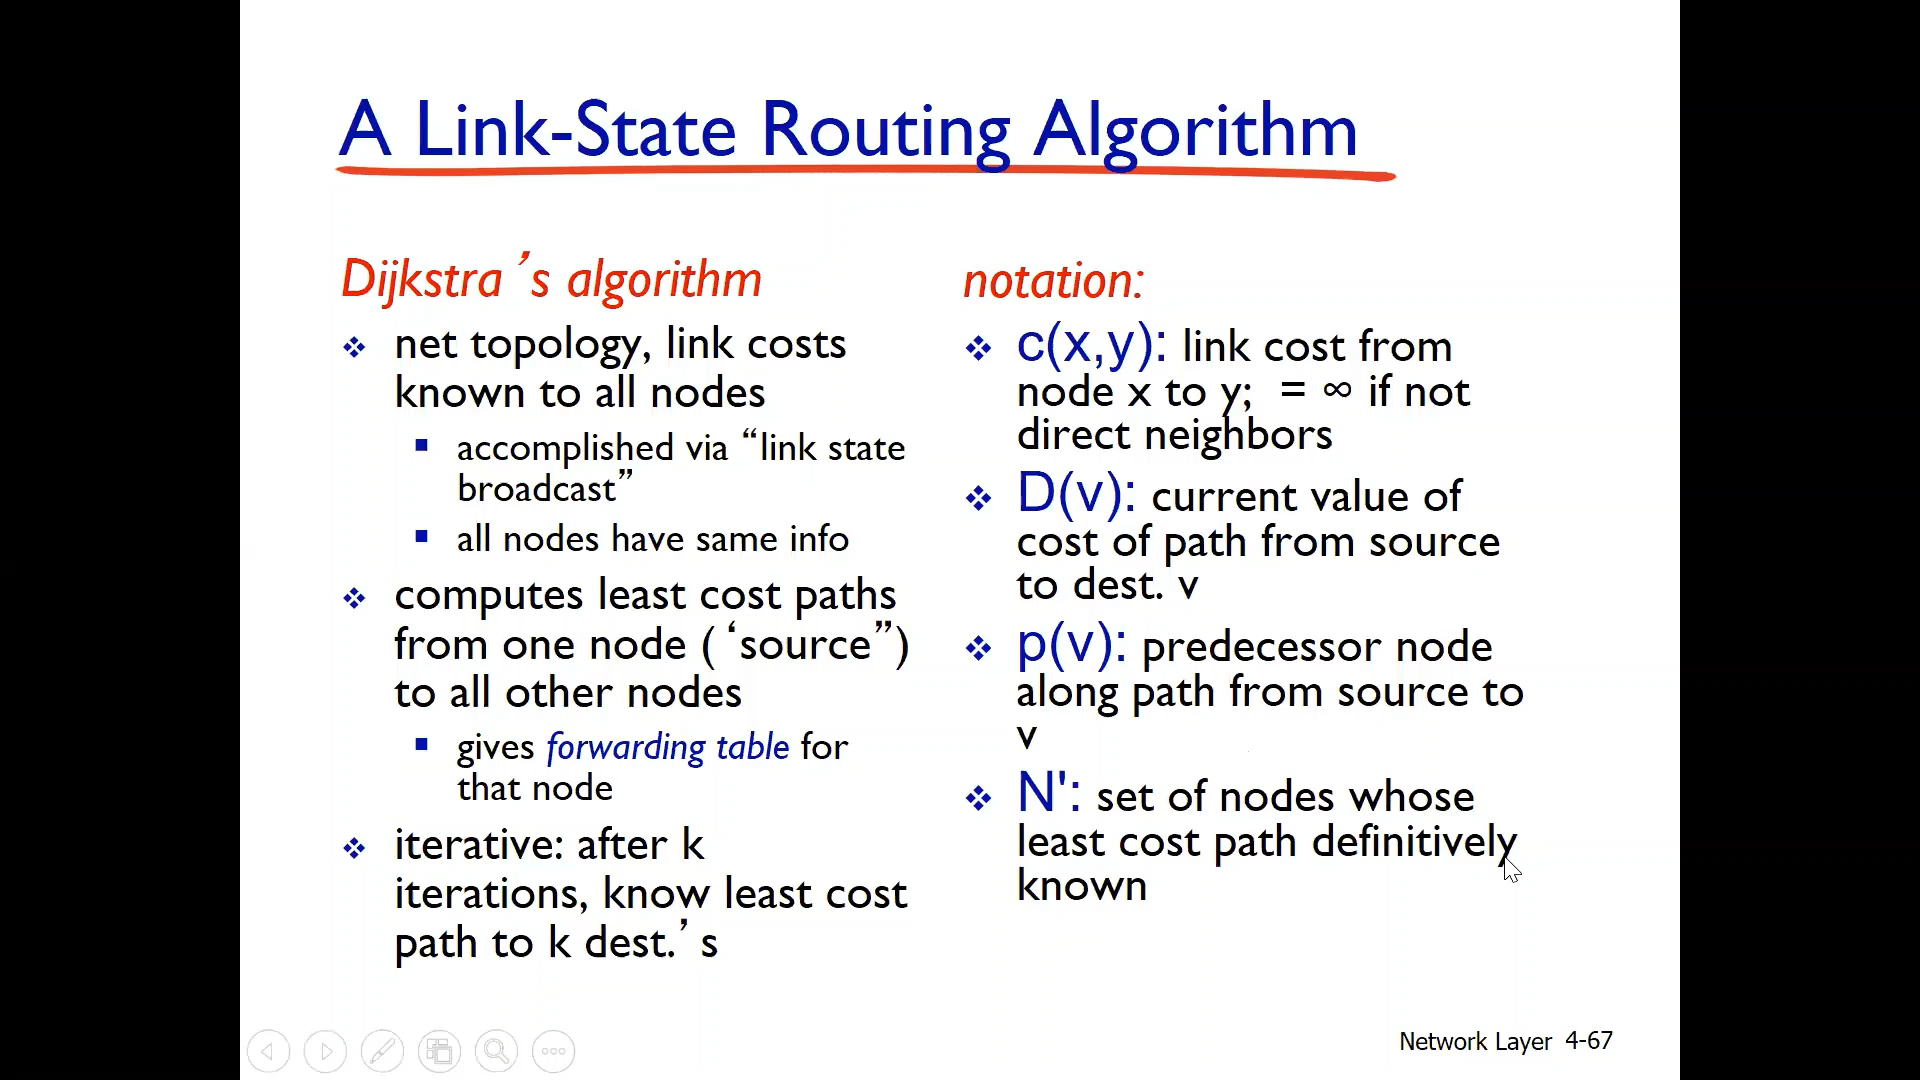 A Link-State Routing Algorithm
Dijkstra ’s algorithm
net topology, link costs
known to all nodes
accomplished via “link state
broadcast”
all nodes have same info
computes least cost paths
from one node (‘source”)
to all other nodes
gives forwarding table for
that node
iterative: after k
iterations, know least cost
path to k dest.’s
notation:
c(x,y): link cost from
node x to y; = ∞ if not
direct neighbors
D(v): current value of
cost of path from source
to dest. v
p(v): predecessor node
along path from source to
v
N': set of nodes whose
least cost path definitively
known
Network Layer 4-67